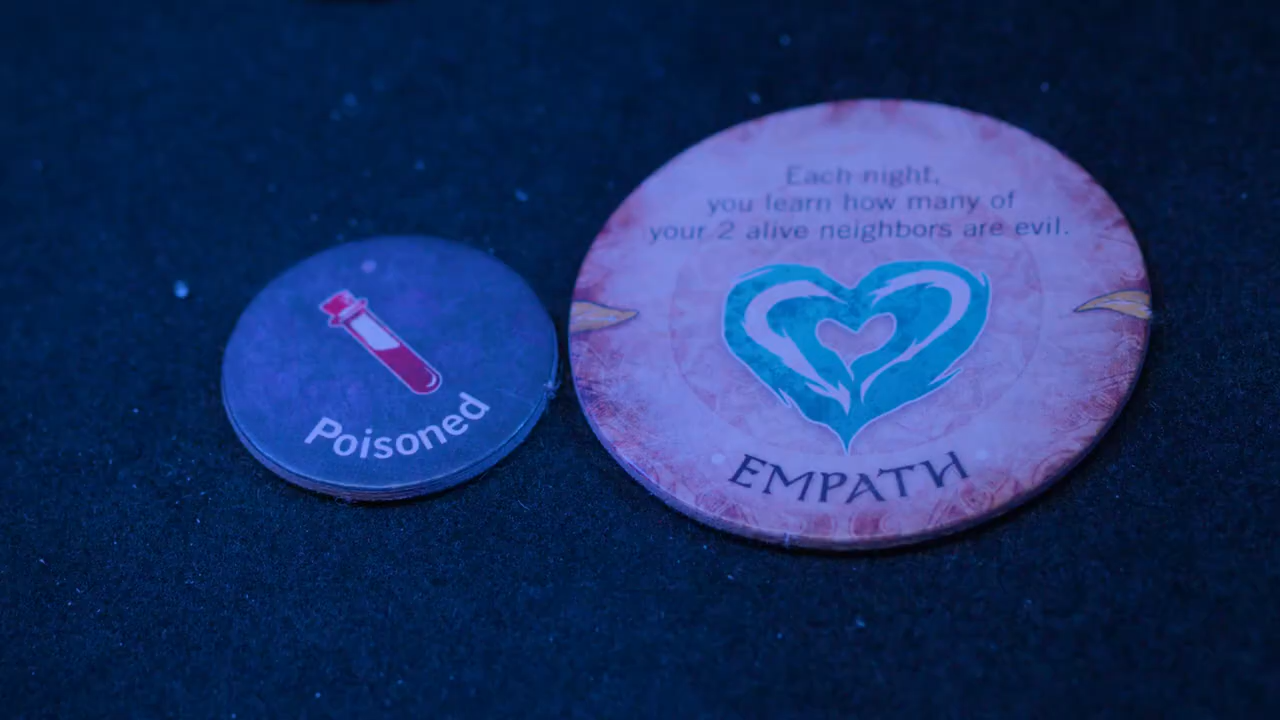 Poisoned
Each night,
you learn how many of
your 2 alive neighbors are evil.
EMPATH